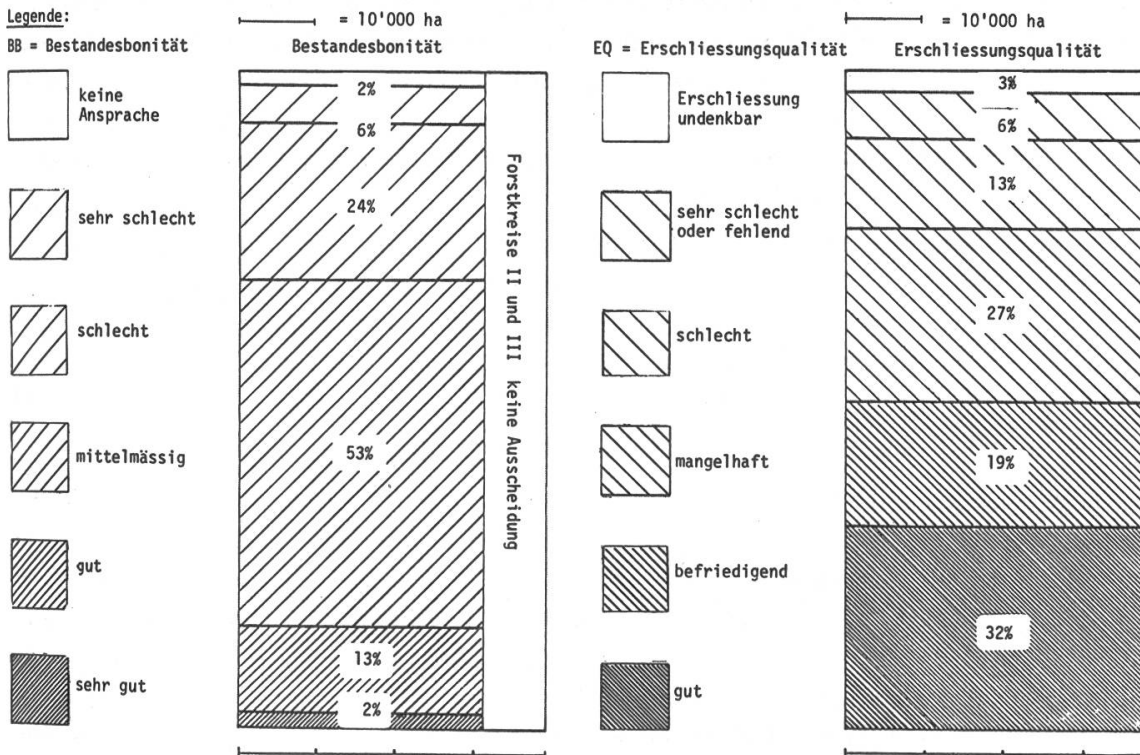 Legende:
= 10'000 ha
BB = Bestandesbonität
Bestandesbonität
keine
Ansprache
sehr schlecht
schlecht
mittelmässig
gut
sehr gut
2%
6%
24%
53%
13%
2%
Forstkreise II und III keine Ausscheidung
= 10'000 ha
EQ = Erschliessungsqualität
Erschliessungsqualität
Erschliessung
undenkbar
sehr schlecht
oder fehlend
schlecht
mangelhaft
befriedigend
gut
3%
6%
13%
27%
19%
32%